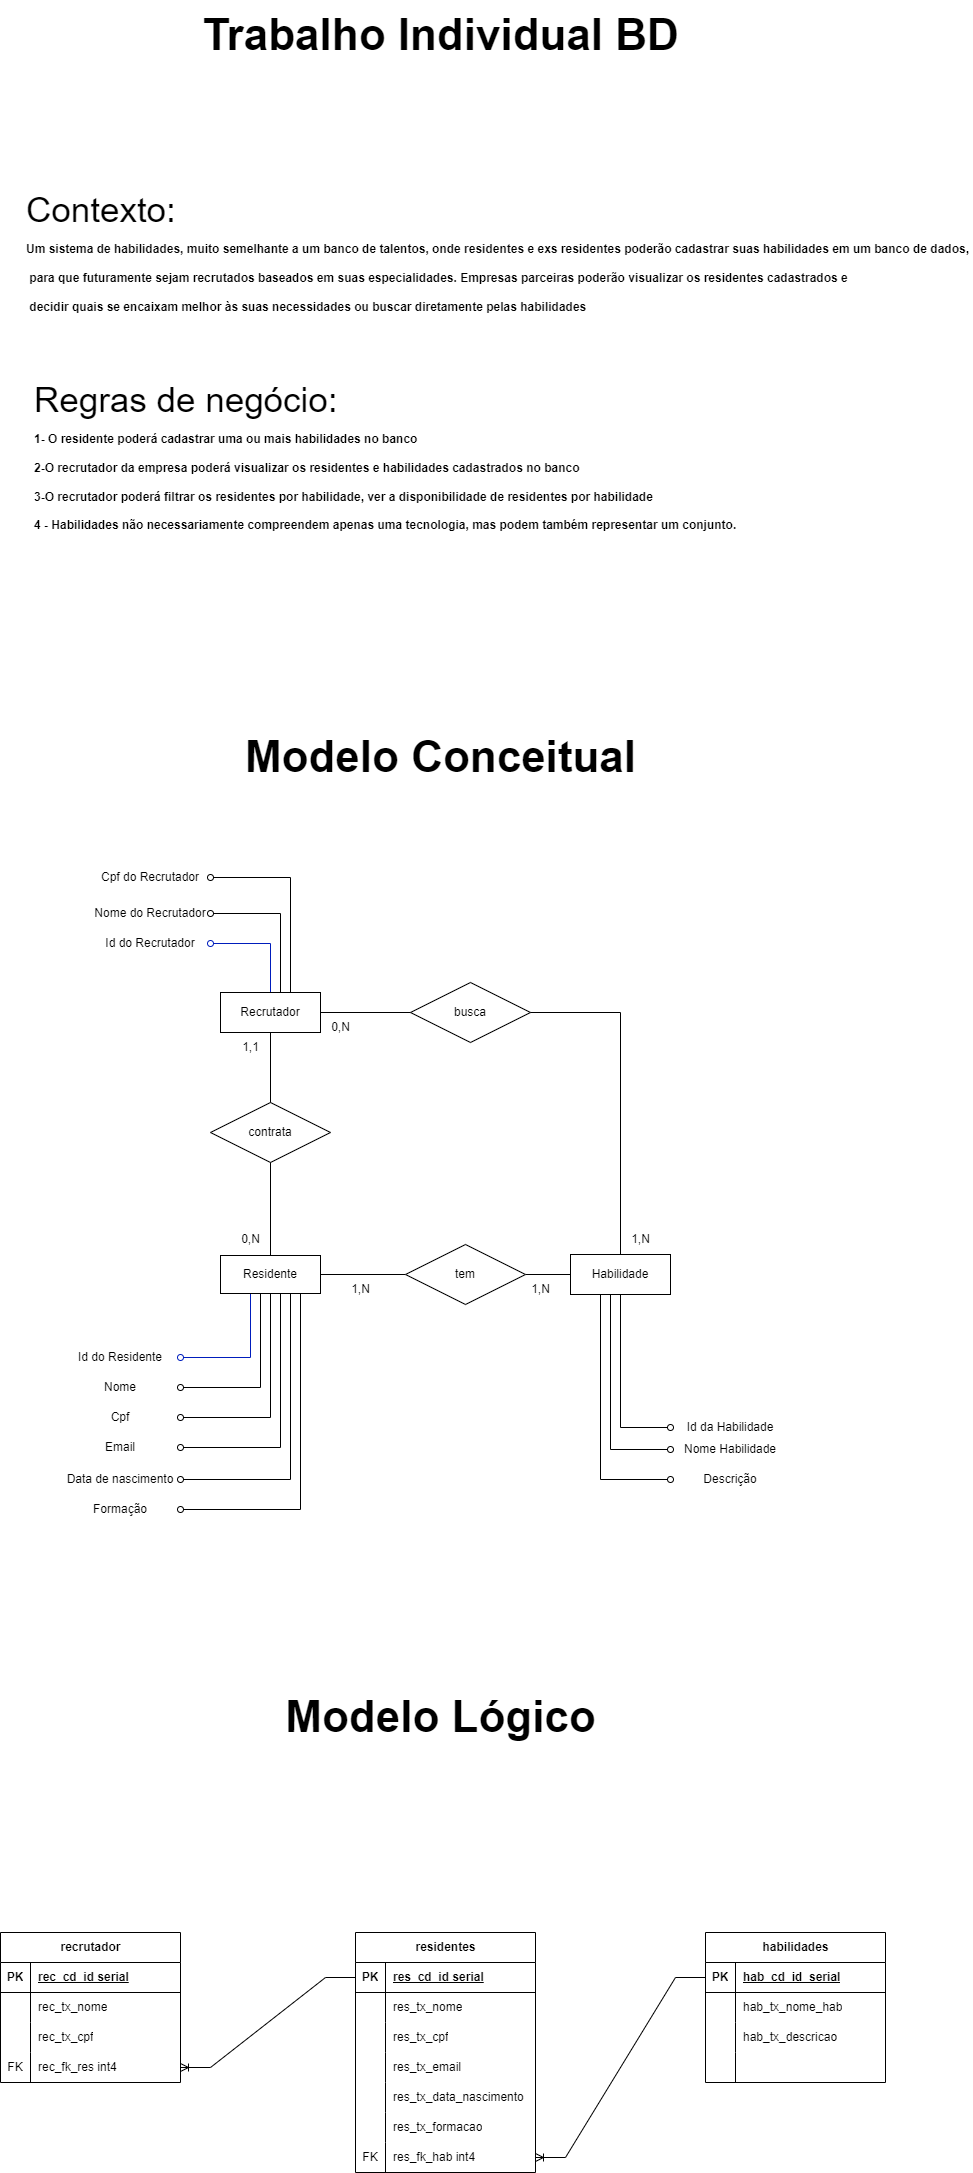 Trabalho Individual BD
Contexto:
Um sistema de habilidades, muito semelhante a um banco de talentos, onde residentes e exs residentes poderão cadastrar suas habilidades em um banco de dados,
para que futuramente sejam recrutados baseados em suas especialidades. Empresas parceiras poderão visualizar os residentes cadastrados e
decidir quais se encaixam melhor às suas necessidades ou buscar diretamente pelas habilidades
Regras de negócio:
1- O residente poderá cadastrar uma ou mais habilidades no banco
2-O recrutador da empresa poderá visualizar os residentes e habilidades cadastrados no banco
3-O recrutador poderá filtrar os residentes por habilidade, ver a disponibilidade de residentes por habilidade
4 - Habilidades não necessariamente compreendem apenas uma tecnologia, mas podem também representar um conjunto.
Modelo Conceitual
Cpf do Recrutador
Nome do Recrutador
Id do Recrutador
Recrutador
busca
0,N
1,1
contrata
0,N
1,N
Residente
tem
Habilidade
1,N
1,N
Id do Residente
Nome
Cpf
Email
Data de nascimento
Formação
Id da Habilidade
Nome Habilidade
Descrição
Modelo Lógico
recrutador
PK rec_cd_id serial
rec_tx_nome
rec_tx_cpf
FK rec_fk_res int4
residentes
PK res_cd_id serial
res_tx_nome
res_tx_cpf
res_tx_email
res_tx_data_nascimento
res_tx_formacao
FK res_fk_hab int4
habilidades
PK hab_cd_id_serial
hab_tx_nome_hab
hab_tx_descricao